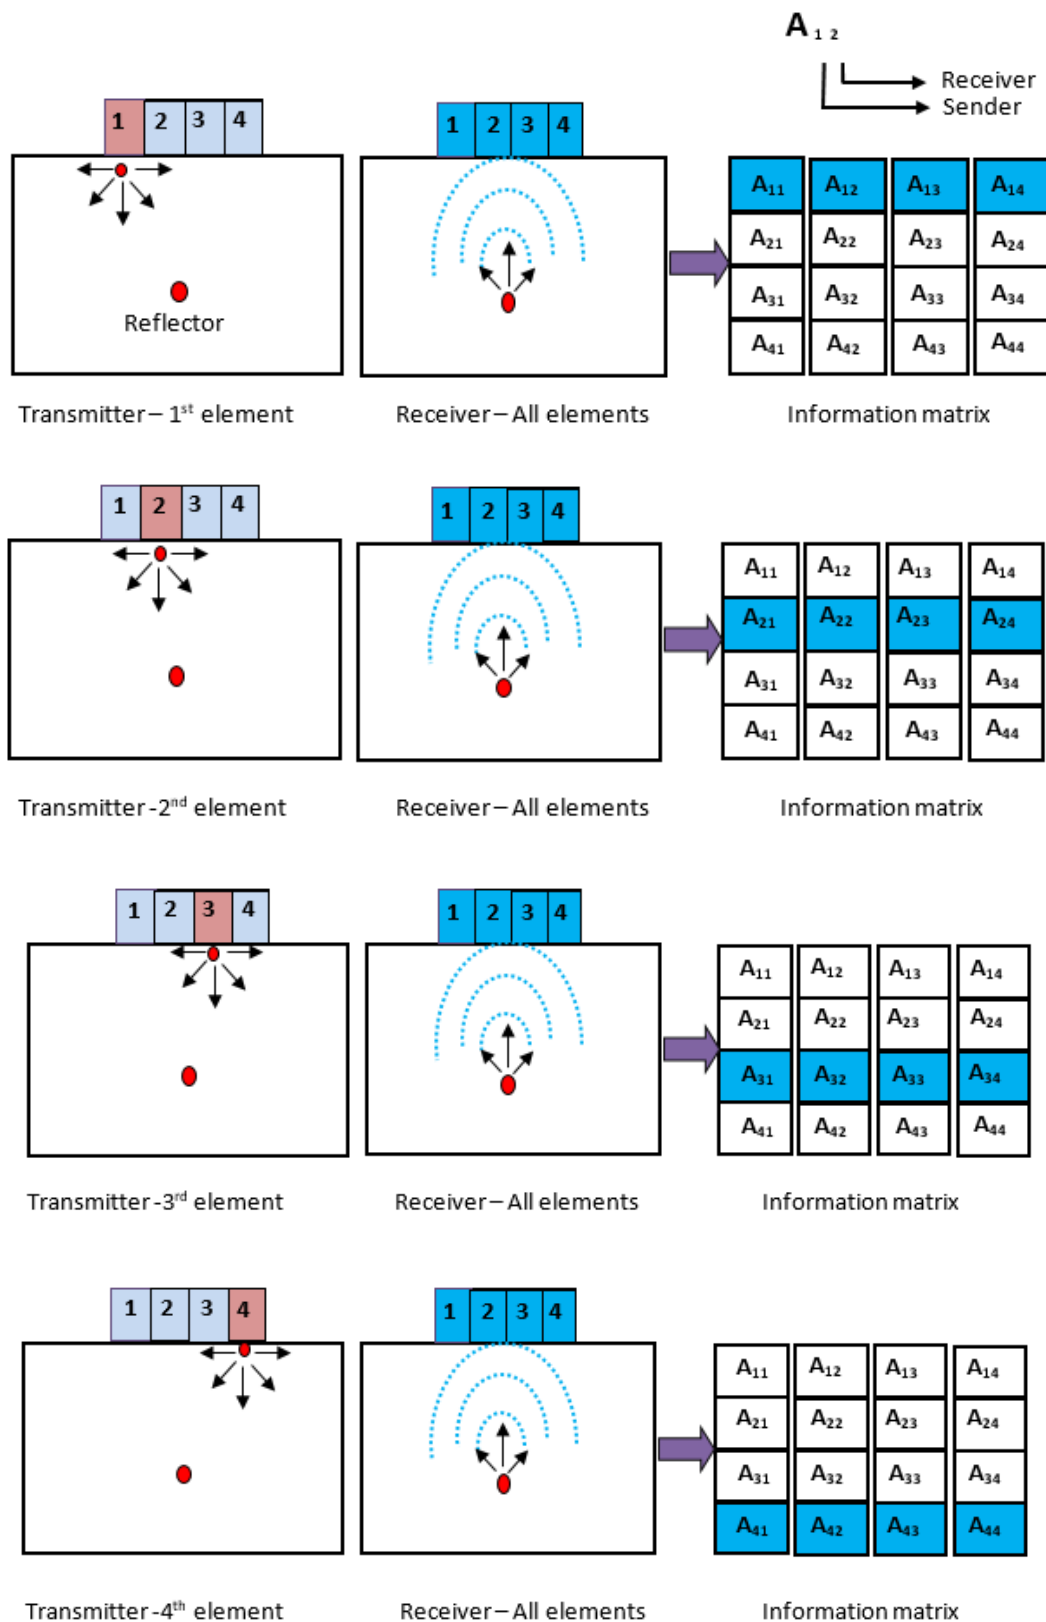 A₁₂
Receiver
Sender
1 2 3 4
1 2 3 4
A₁₁ A₁₂ A₁₃ A₁₄
A₂₁ A₂₂ A₂₃ A₂₄
A₃₁ A₃₂ A₃₃ A₃₄
A₄₁ A₄₂ A₄₃ A₄₄
Reflector
Transmitter – 1ˢᵗ element
Receiver – All elements
Information matrix
1 2 3 4
1 2 3 4
A₁₁ A₁₂ A₁₃ A₁₄
A₂₁ A₂₂ A₂₃ A₂₄
A₃₁ A₃₂ A₃₃ A₃₄
A₄₁ A₄₂ A₄₃ A₄₄
Transmitter -2ⁿᵈ element
Receiver – All elements
Information matrix
1 2 3 4
1 2 3 4
A₁₁ A₁₂ A₁₃ A₁₄
A₂₁ A₂₂ A₂₃ A₂₄
A₃₁ A₃₂ A₃₃ A₃₄
A₄₁ A₄₂ A₄₃ A₄₄
Transmitter -3ʳᵈ element
Receiver – All elements
Information matrix
1 2 3 4
1 2 3 4
A₁₁ A₁₂ A₁₃ A₁₄
A₂₁ A₂₂ A₂₃ A₂₄
A₃₁ A₃₂ A₃₃ A₃₄
A₄₁ A₄₂ A₄₃ A₄₄
Transmitter -4ᵗʰ element
Receiver – All elements
Information matrix